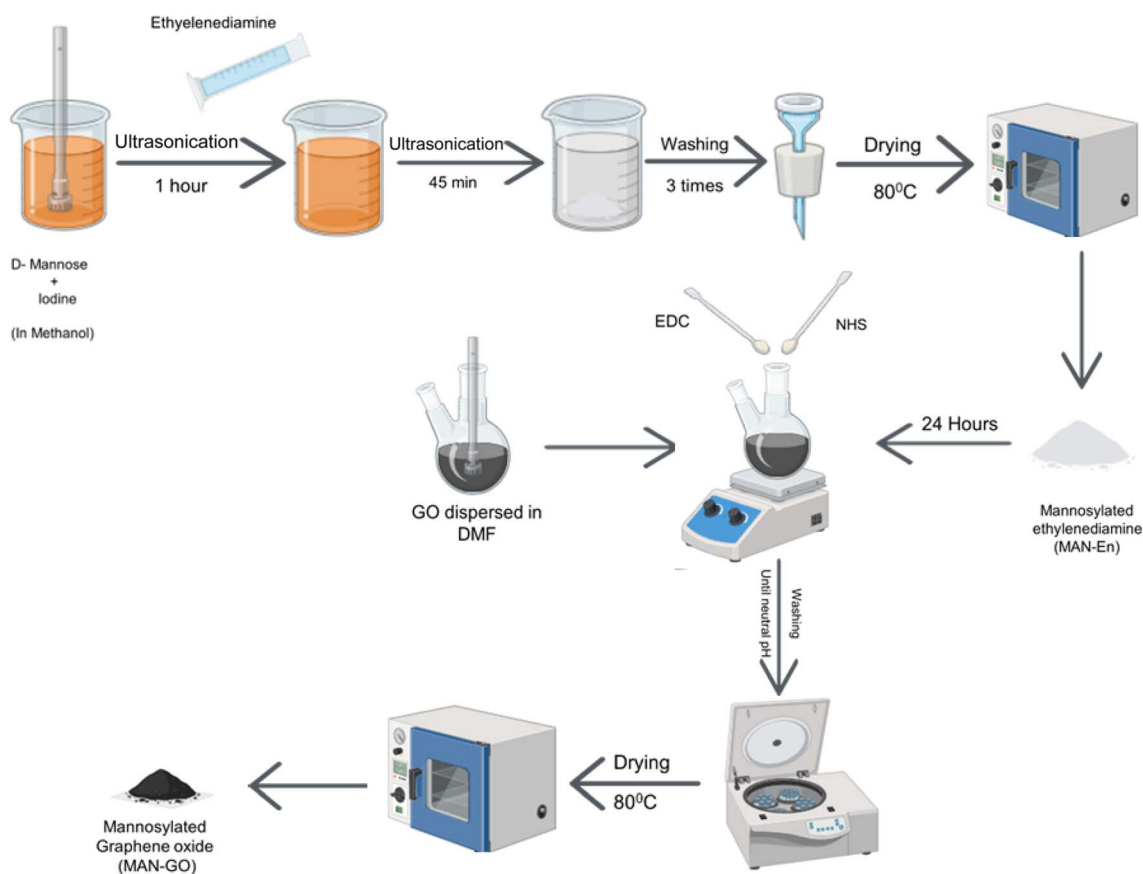 Ethyelenediamine
Ultrasonication
1 hour
Ultrasonication
45 min
Washing
3 times
Drying
80⁰C
D- Mannose
+
Iodine
(In Methanol)
EDC
NHS
GO dispersed in
DMF
24 Hours
Mannosylated
ethylenediamine
(MAN-En)
Washing
Until neutral pH
Drying
80⁰C
Mannosylated
Graphene oxide
(MAN-GO)